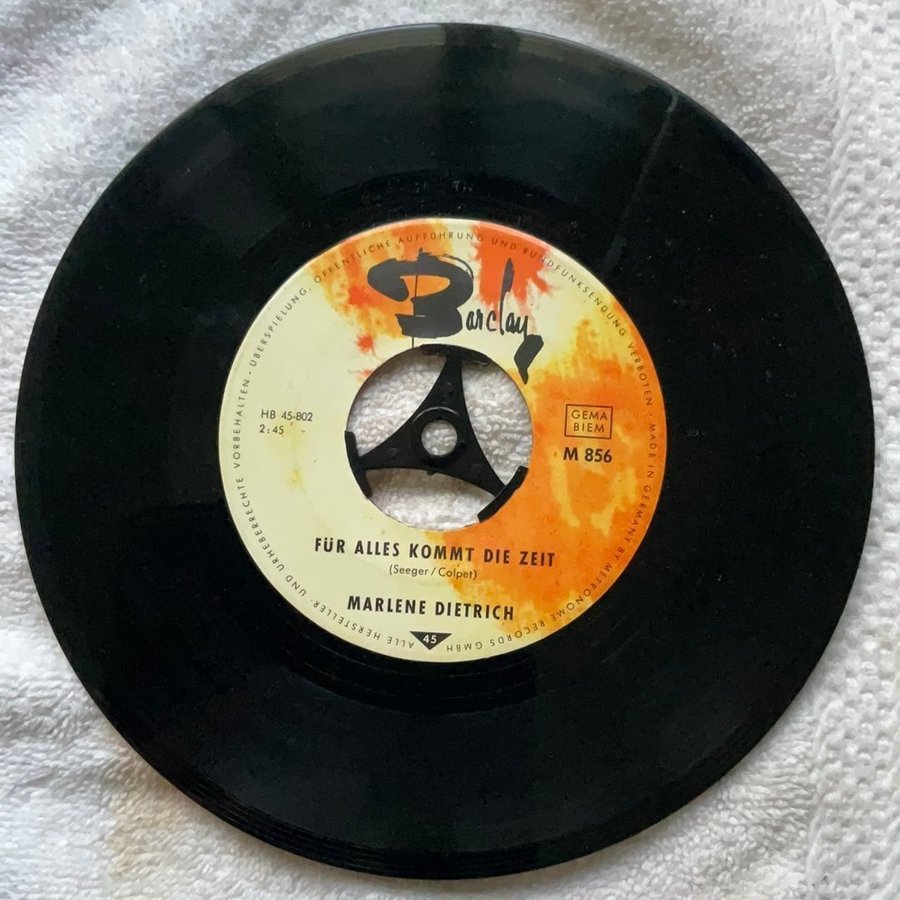 Barclay
HB 45-802
2:45
GEMA
BIEM
M 856
FÜR ALLES KOMMT DIE ZEIT
(Seeger/Colpet)
MARLENE DIETRICH
45
ALLE HERSTELLER- UND URHEBERRECHTE VORBEHALTEN · ÜBERSPIELUNG, ÖFFENTLICHE AUFFÜHRUNG UND RUNDFUNKSENDUNG VERBOTEN · MADE IN GERMANY BY METRONOME RECORDS GMBH